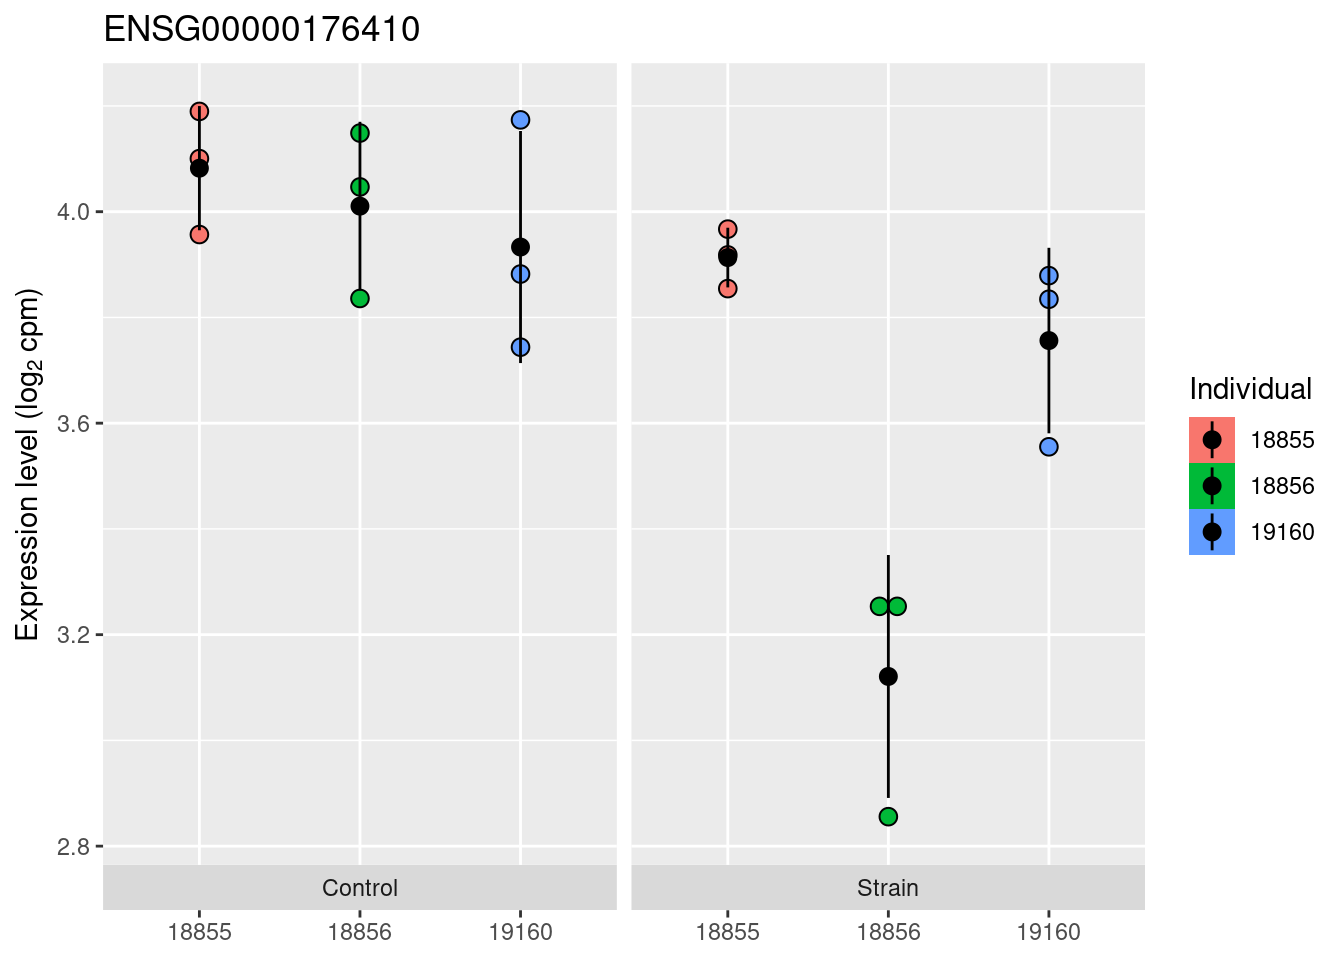 ENSG00000176410
Expression level (log₂ cpm)
4.0
3.6
3.2
2.8
Control
Strain
18855
18856
19160
18855
18856
19160
Individual
18855
18856
19160